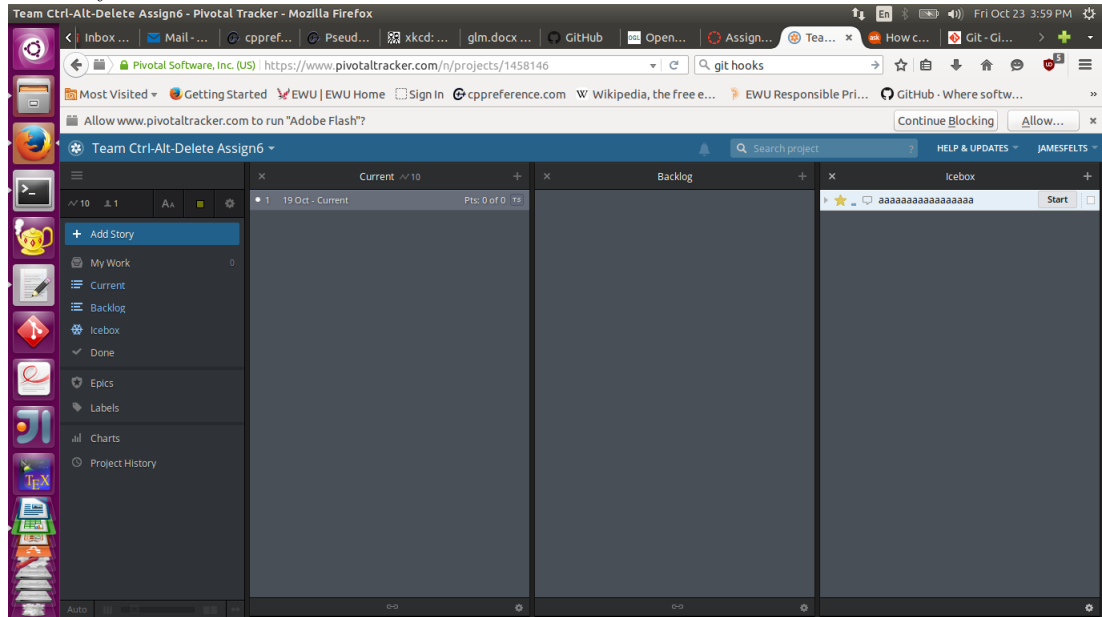 Team Ctrl-Alt-Delete Assign6 - Pivotal Tracker - Mozilla Firefox
En
Fri Oct 23 3:59 PM
Inbox ...
Mail - ...
cppref...
Pseud...
xkcd: ...
glm.docx ...
GitHub
OGL
Open...
Assign...
Tea...
ask
How c...
Git - Gi...
Pivotal Software, Inc. (US)
https://www.pivotaltracker.com/n/projects/1458146
git hooks
5
Most Visited
Getting Started
EWU | EWU Home
Sign In
cppreference.com
W Wikipedia, the free e...
EWU Responsible Pri...
GitHub · Where softw...
Allow www.pivotaltracker.com to run "Adobe Flash"?
Continue Blocking
Allow...
Team Ctrl-Alt-Delete Assign6
Search project
?
HELP & UPDATES
JAMESFELTS
Current 10
Backlog
Icebox
10
1
AA
1 19 Oct - Current
Pts: 0 of 0 TS
aaaaaaaaaaaaaaaaa
Start
+ Add Story
My Work 0
Current
Backlog
Icebox
Done
Epics
Labels
Charts
Project History
TEX
Auto